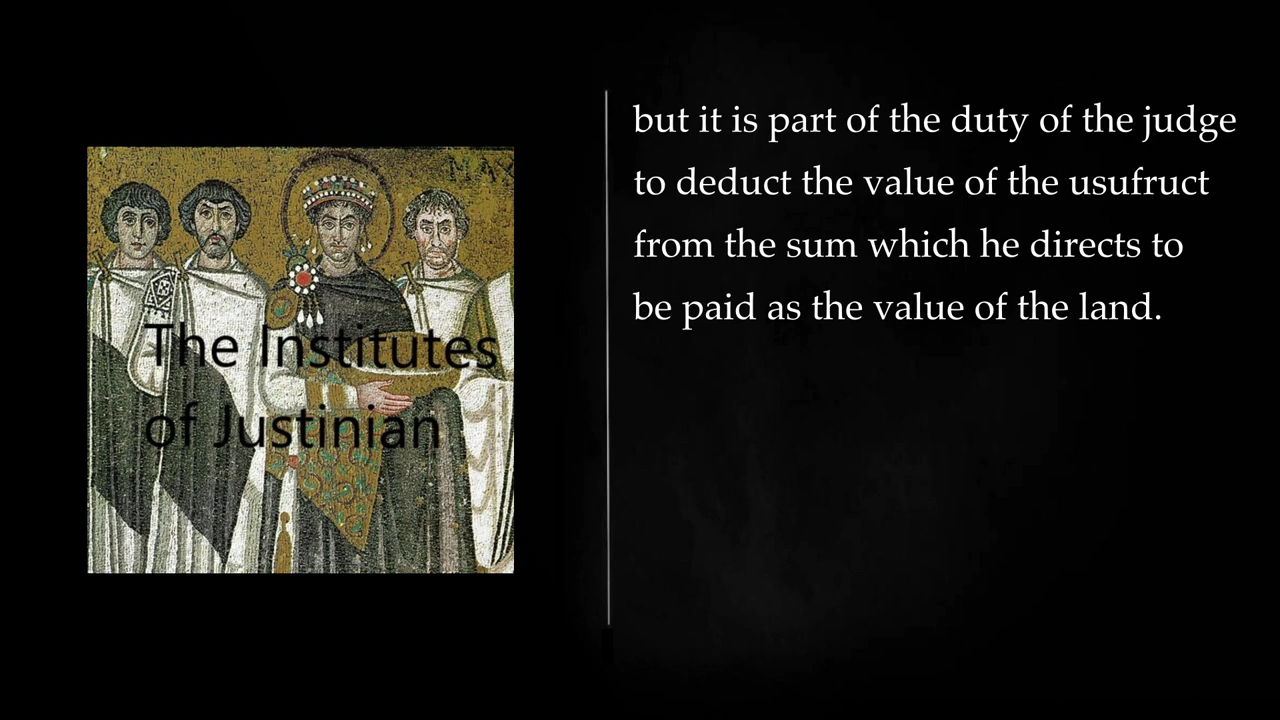 MAX
The Institutes
of Justinian
but it is part of the duty of the judge
to deduct the value of the usufruct
from the sum which he directs to
be paid as the value of the land.